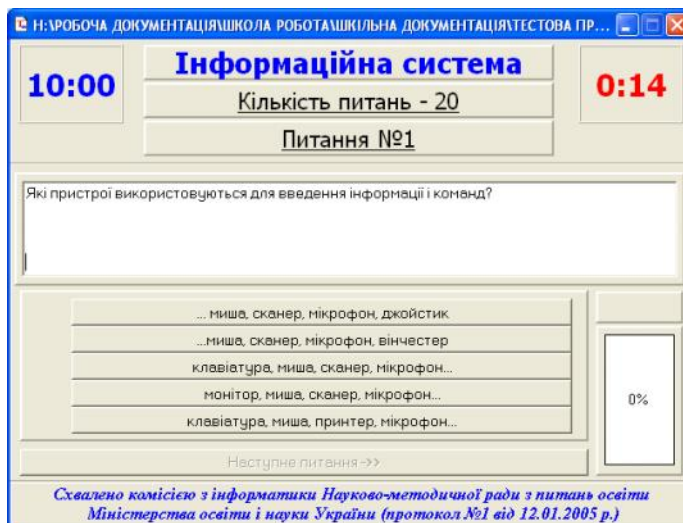 H:\РОБОЧА ДОКУМЕНТАЦІЯ\ШКОЛА РОБОТА\ШКІЛЬНА ДОКУМЕНТАЦІЯ\ТЕСТОВА ПР...
10:00
Інформаційна система
0:14
Кількість питань - 20
Питання №1
Які пристрої використовуються для введення інформації і команд?
... миша, сканер, мікрофон, джойстик
...миша, сканер, мікрофон, вінчестер
клавіатура, миша, сканер, мікрофон...
монітор, миша, сканер, мікрофон...
клавіатура, миша, принтер, мікрофон...
0%
Наступне питання ->>
Схвалено комісією з інформатики Науково-методичної ради з питань освіти
Міністерства освіти і науки України (протокол №1 від 12.01.2005 р.)